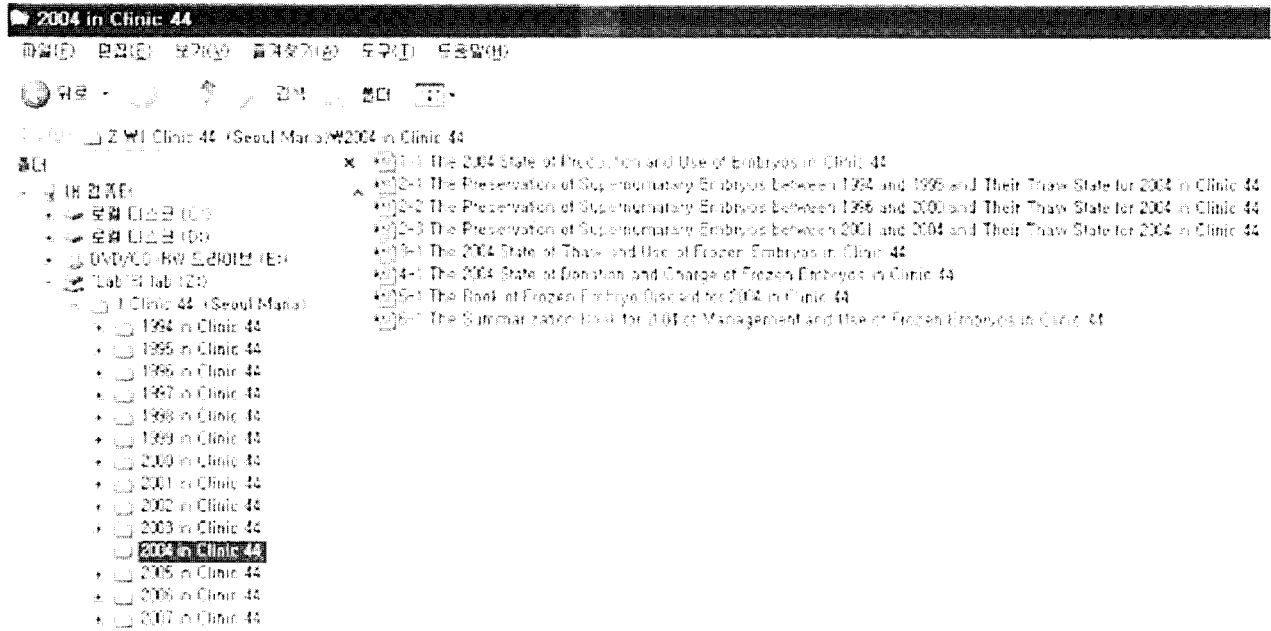 2004 in Clinic 44
파일(F) 편집(E) 보기(V) 즐겨찾기(A) 도구(T) 도움말(H)
뒤로 검색 폴더
Z:₩1 Clinic 44 (Seoul Maria)₩2004 in Clinic 44
폴더
내 컴퓨터
로컬 디스크 (C:)
로컬 디스크 (D:)
DVD/CD-RW 드라이브 (E:)
'Lab'의 lab (Z:)
1 Clinic 44 (Seoul Maria)
1994 in Clinic 44
1995 in Clinic 44
1996 in Clinic 44
1997 in Clinic 44
1998 in Clinic 44
1999 in Clinic 44
2000 in Clinic 44
2001 in Clinic 44
2002 in Clinic 44
2003 in Clinic 44
2004 in Clinic 44
2005 in Clinic 44
2006 in Clinic 44
2007 in Clinic 44
1-1 The 2004 State of Production and Use of Embryos in Clinic 44
2-1 The Preservation of Supernumarary Embryos between 1994 and 1995 and Their Thaw State for 2004 in Clinic 44
2-2 The Preservation of Supernumarary Embryos between 1996 and 2000 and Their Thaw State for 2004 in Clinic 44
2-3 The Preservation of Supernumarary Embryos between 2001 and 2004 and Their Thaw State for 2004 in Clinic 44
3-1 The 2004 State of Thaw and Use of Frozen Embryos in Clinic 44
4-1 The 2004 State of Donation and Charge of Frozen Embryos in Clinic 44
5-1 The Book of Frozen Embryo Discard for 2004 in Clinic 44
6-1 The Summarization Book for 2004 of Management and Use of Frozen Embryos in Clinic 44